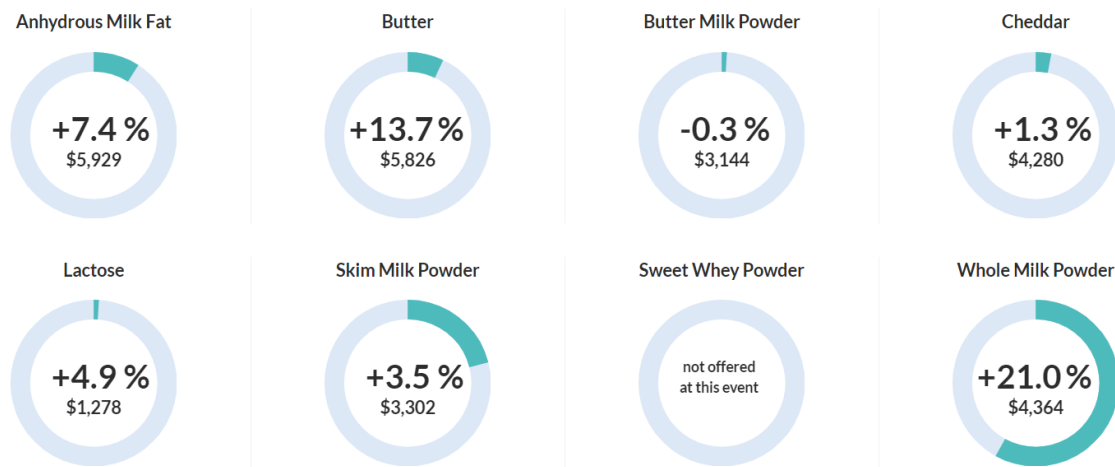 Anhydrous Milk Fat
+7.4 %
$5,929
Butter
+13.7 %
$5,826
Butter Milk Powder
-0.3 %
$3,144
Cheddar
+1.3 %
$4,280
Lactose
+4.9 %
$1,278
Skim Milk Powder
+3.5 %
$3,302
Sweet Whey Powder
not offered
at this event
Whole Milk Powder
+21.0 %
$4,364